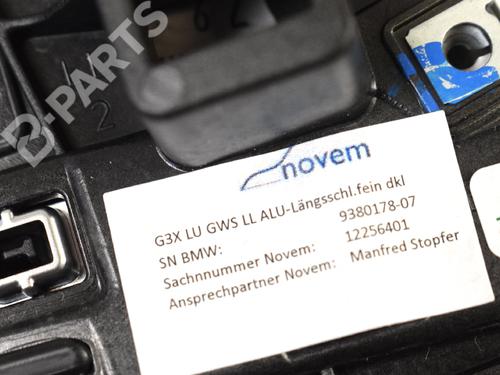 B-PARTS
2
novem
G3X LU GWS LL ALU-Längsschl.fein dkl
SN BMW: 9380178-07
Sachnnummer Novem: 12256401
Ansprechpartner Novem: Manfred Stopfer